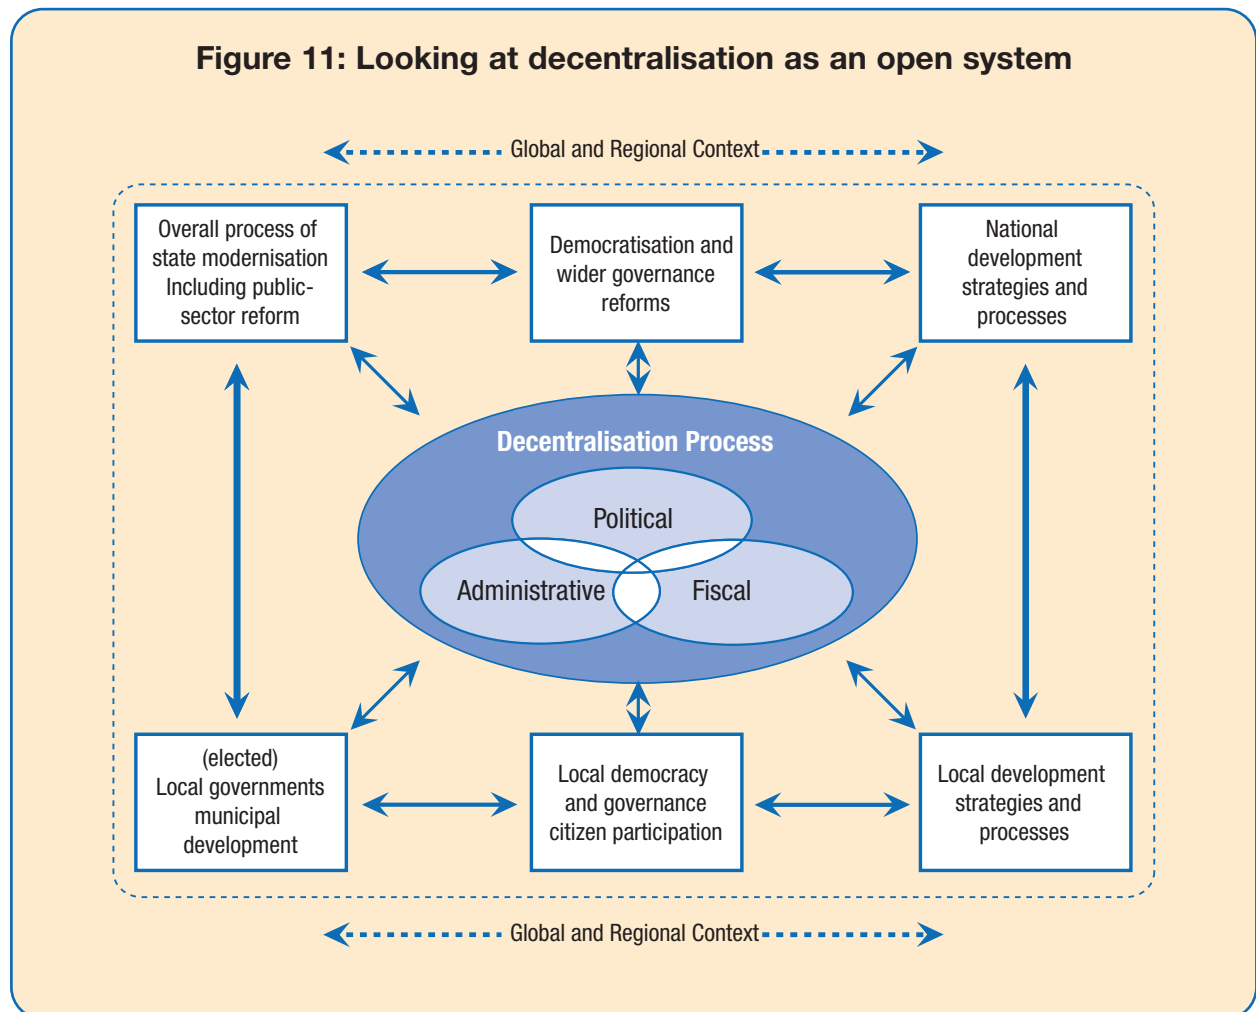 Figure 11: Looking at decentralisation as an open system
Global and Regional Context
Overall process of
state modernisation
Including public-
sector reform
Democratisation and
wider governance
reforms
National
development
strategies and
processes
Decentralisation Process
Political
Administrative
Fiscal
(elected)
Local governments
municipal
development
Local democracy
and governance
citizen participation
Local development
strategies and
processes
Global and Regional Context